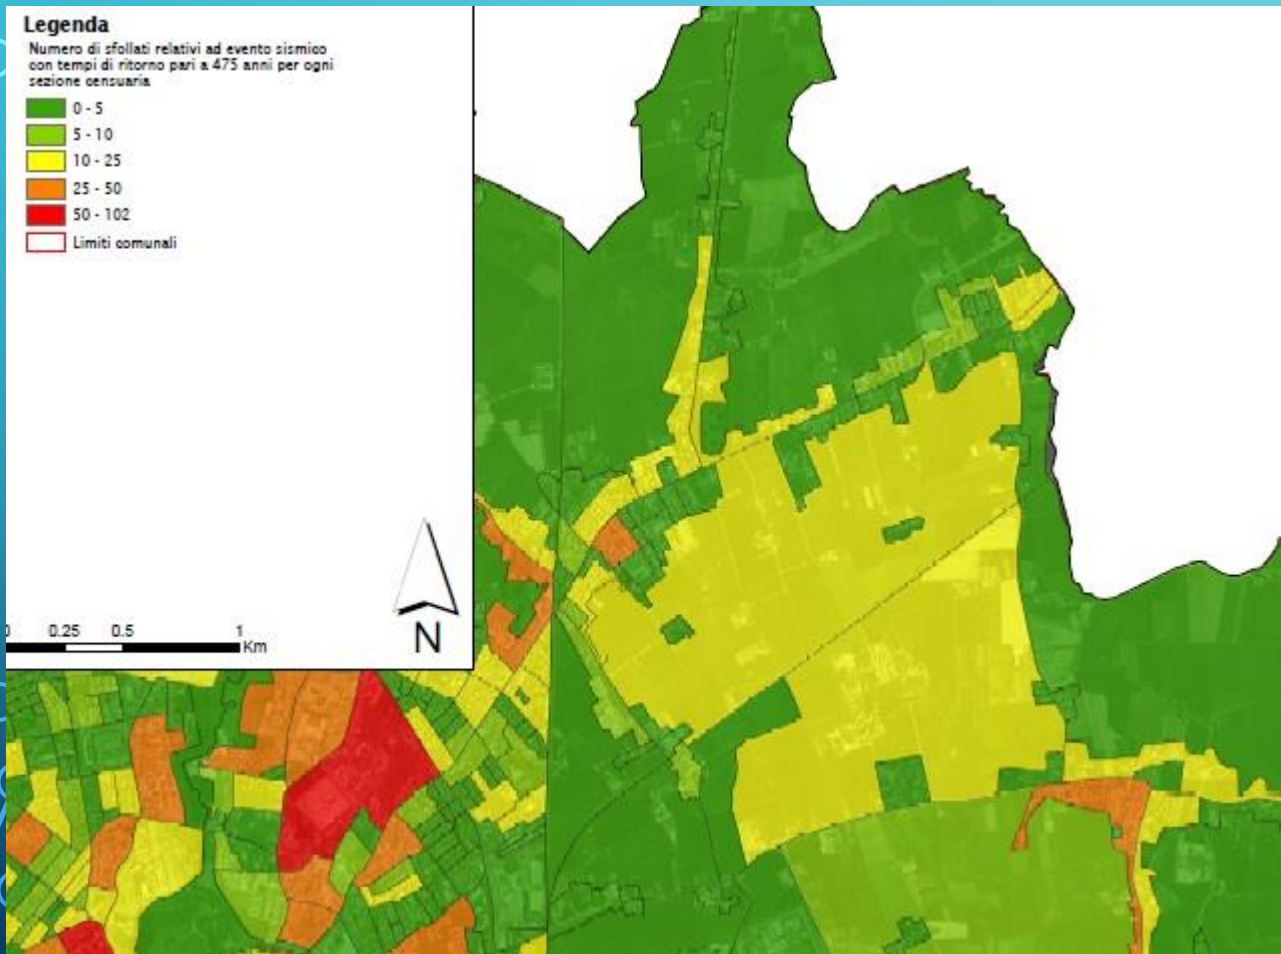 Legenda
Numero di sfollati relativi ad evento sismico
con tempi di ritorno pari a 475 anni per ogni
sezione censuaria
0 - 5
5 - 10
10 - 25
25 - 50
50 - 102
Limiti comunali
N
0 0.25 0.5 1
Km